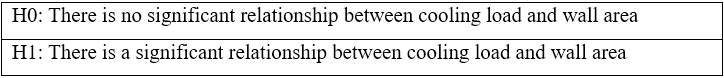 H0: There is no significant relationship between cooling load and wall area
H1: There is a significant relationship between cooling load and wall area